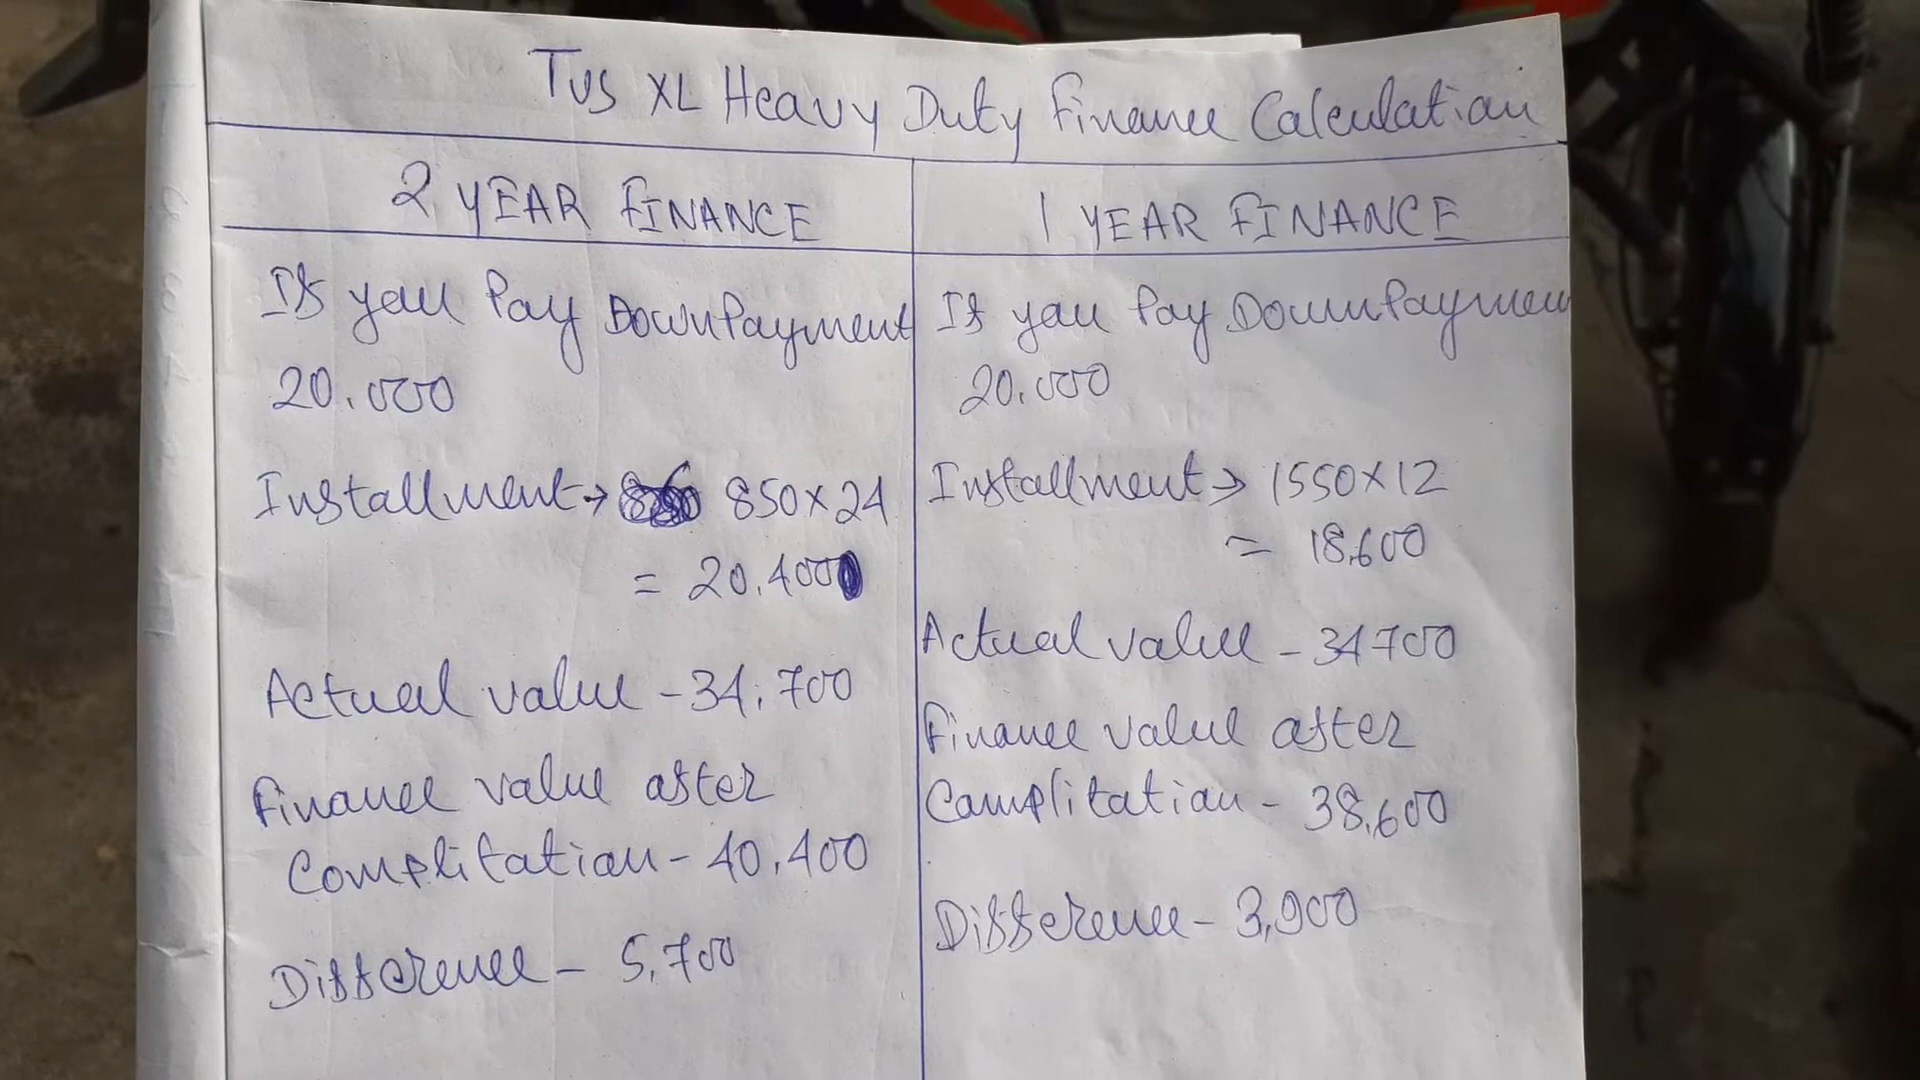 TVS XL Heavy Duty Finance Calculation
2 YEAR FINANCE
If you Pay DownPayment
20.000
Installment → 850×24
= 20.400
Actual value - 34.700
Finance value after
Complitation - 40.400
Difference - 5.700
1 YEAR FINANCE
If you Pay DownPaymen
20.000
Installment → 1550×12
= 18.600
Actual value - 34700
Finance value after
Complitation - 38.600
Difference - 3,900